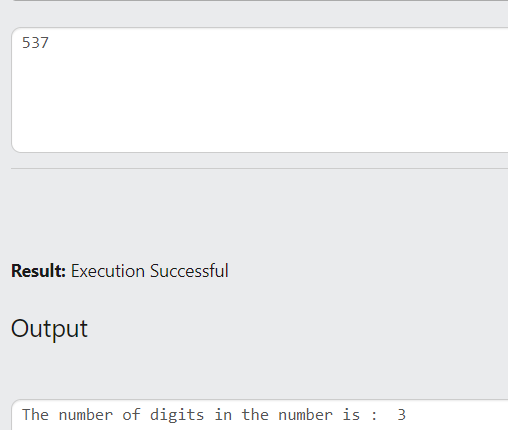 537
Result: Execution Successful
Output
The number of digits in the number is :  3